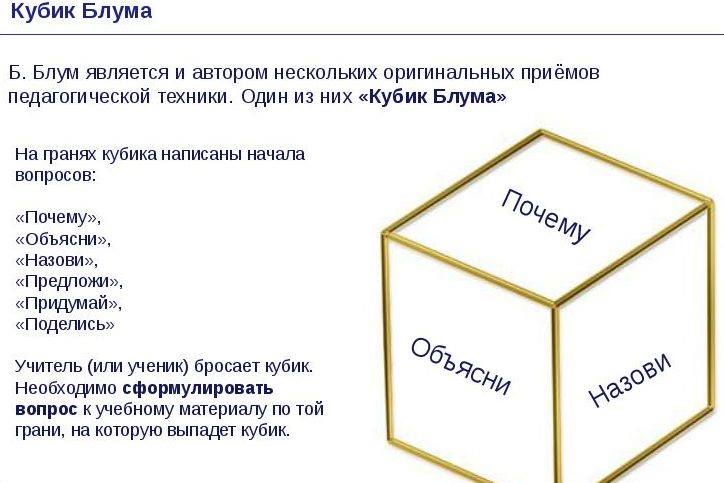 Кубик Блума
Б. Блум является и автором нескольких оригинальных приёмов
педагогической техники. Один из них «Кубик Блума»
На гранях кубика написаны начала
вопросов:
«Почему»,
«Объясни»,
«Назови»,
«Предложи»,
«Придумай»,
«Поделись»
Учитель (или ученик) бросает кубик.
Необходимо сформулировать
вопрос к учебному материалу по той
грани, на которую выпадет кубик.
Почему
Объясни
Назови